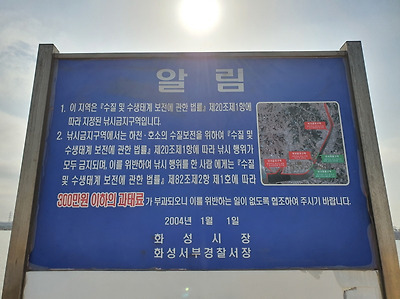 알 림
1. 이 지역은 『수질 및 수생태계 보전에 관한 법률』 제20조제1항에
따라 지정된 낚시금지구역입니다.
2. 낚시금지구역에서는 하천·호소의 수질보전을 위하여 『수질 및
수생태계 보전에 관한 법률』 제20조제1항에 따라 낚시 행위가
모두 금지되며, 이를 위반하여 낚시 행위를 한 사람 에게는 『수질
및 수생태계 보전에 관한 법률』 제82조제2항 제1호에 따라
300만원 이하의 과태료가 부과되오니 이를 위반하는 일이 없도록 협조하여 주시기 바랍니다.
2004년 1월 1일
화 성 시 장
화성서부경찰서장